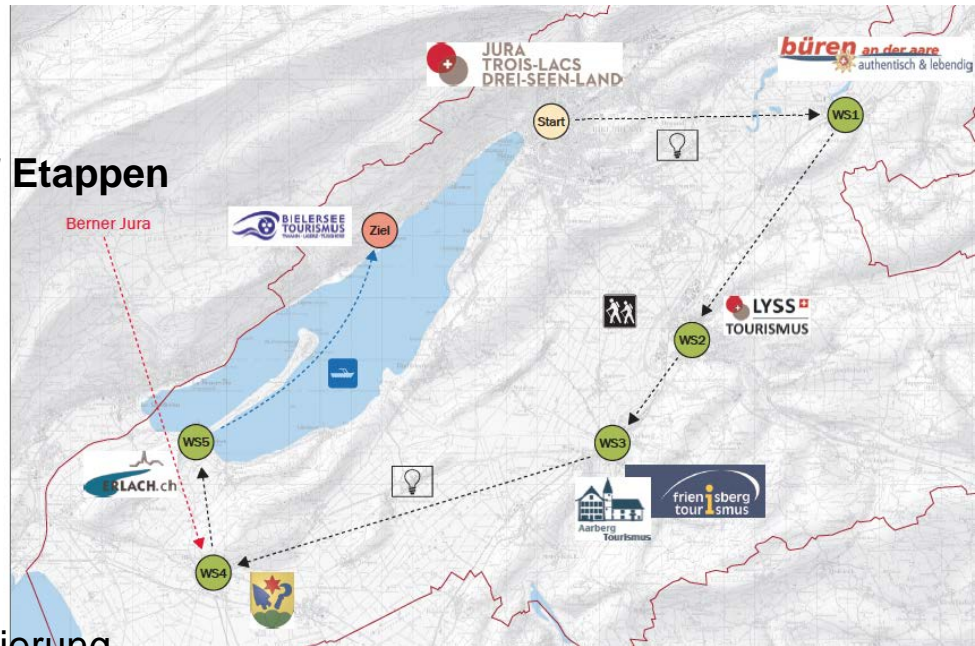 JURA
TROIS-LACS
DREI-SEEN-LAND
büren an der aare
authentisch & lebendig
Start
WS1
Etappen
Berner Jura
BIELERSEE
TOURISMUS
Ziel
LYSS
TOURISMUS
WS2
WS5
WS3
ERLACH.ch
frienisberg
tourismus
Aarberg
Tourismus
WS4